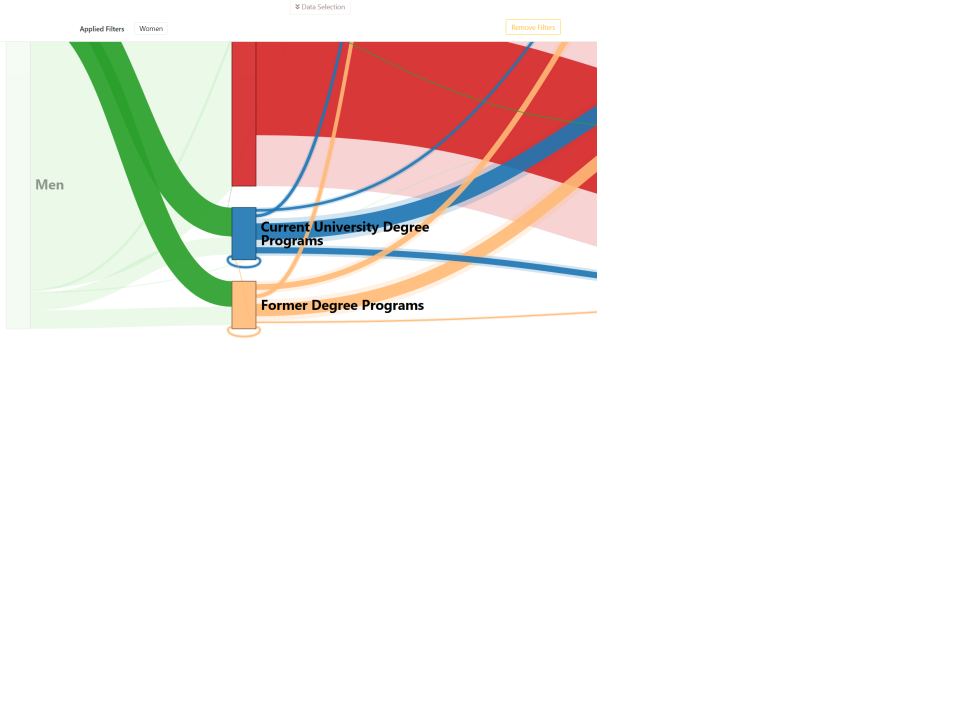 Data Selection
Applied Filters
Women
Remove Filters
Men
Current University Degree
Programs
Former Degree Programs